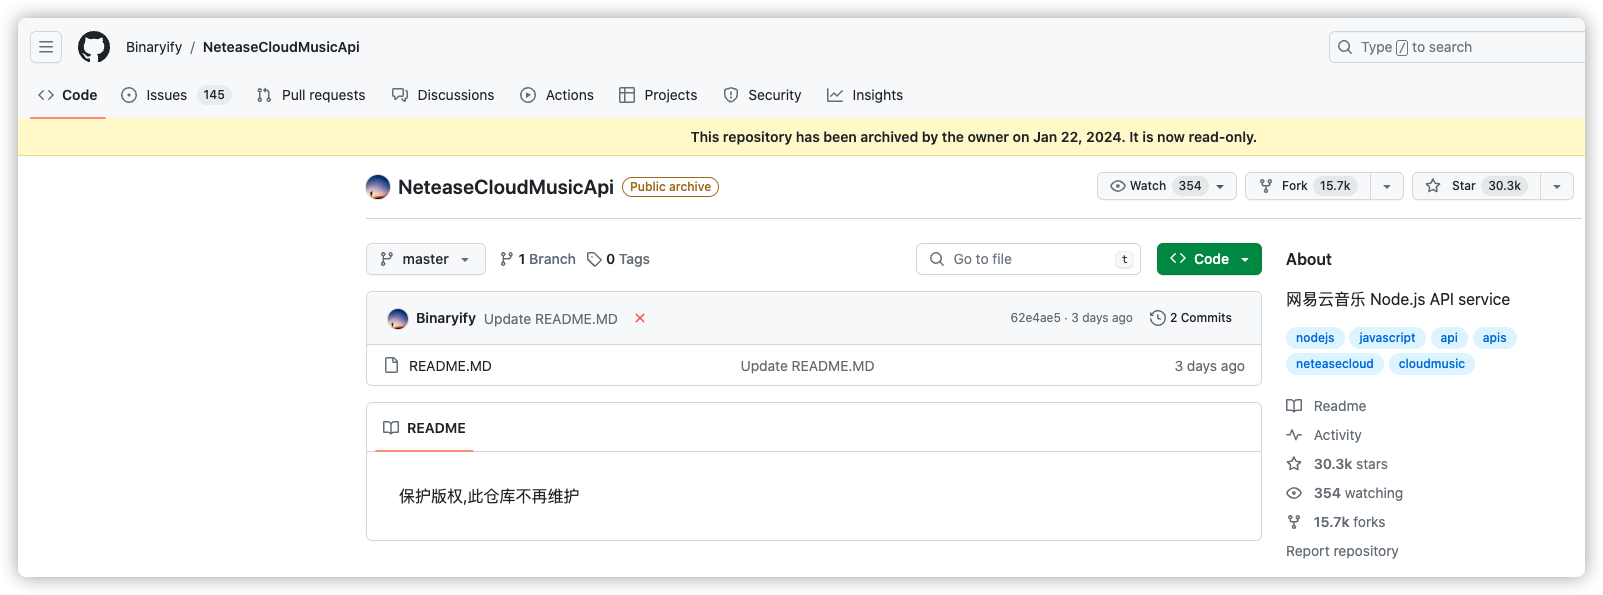 Binaryify / NeteaseCloudMusicApi
Type / to search
Code
Issues 145
Pull requests
Discussions
Actions
Projects
Security
Insights
This repository has been archived by the owner on Jan 22, 2024. It is now read-only.
NeteaseCloudMusicApi Public archive
Watch 354
Fork 15.7k
Star 30.3k
master
1 Branch
0 Tags
Go to file t
Code
Binaryify Update README.MD
62e4ae5 · 3 days ago
2 Commits
README.MD
Update README.MD
3 days ago
README
保护版权,此仓库不再维护
About
网易云音乐 Node.js API service
nodejs javascript api apis
neteasecloud cloudmusic
Readme
Activity
30.3k stars
354 watching
15.7k forks
Report repository